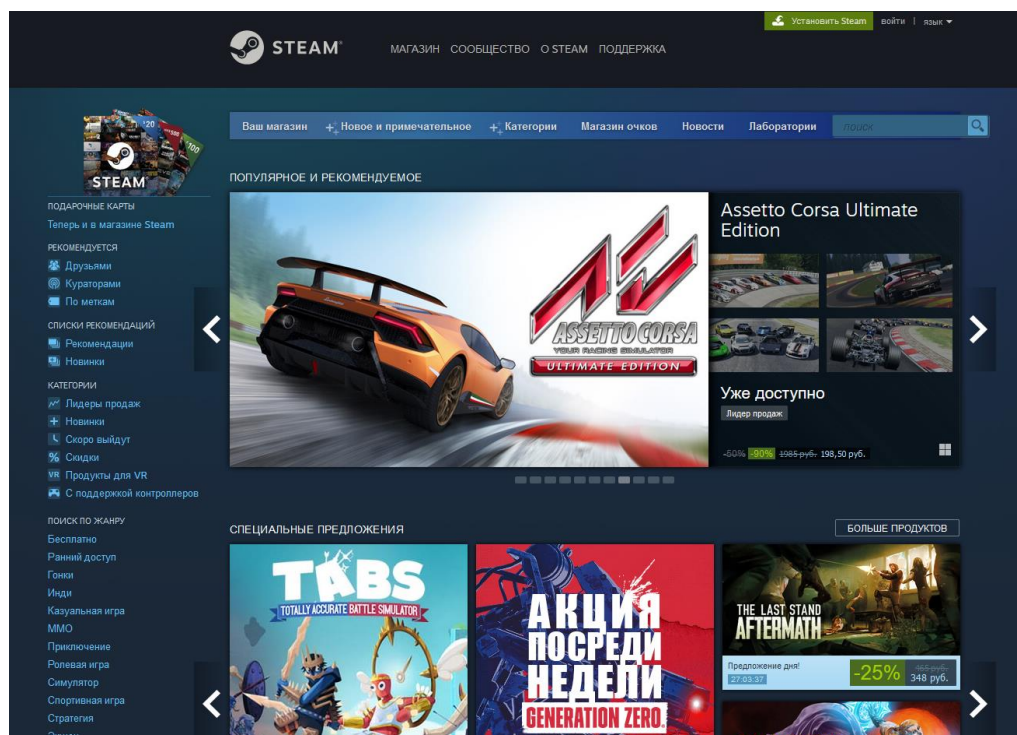 Установить Steam
войти | язык
STEAM
МАГАЗИН СООБЩЕСТВО О STEAM ПОДДЕРЖКА
Ваш магазин Новое и примечательное Категории Магазин очков Новости Лаборатории поиск
$20
$100
STEAM
ПОДАРОЧНЫЕ КАРТЫ
Теперь и в магазине Steam
РЕКОМЕНДУЕТСЯ
Друзьями
Кураторами
По меткам
СПИСКИ РЕКОМЕНДАЦИЙ
Рекомендации
Новинки
КАТЕГОРИИ
Лидеры продаж
Новинки
Скоро выйдут
% Скидки
VR Продукты для VR
С поддержкой контроллеров
ПОИСК ПО ЖАНРУ
Бесплатно
Ранний доступ
Гонки
Инди
Казуальная игра
ММО
Приключение
Ролевая игра
Симулятор
Спортивная игра
Стратегия
ПОПУЛЯРНОЕ И РЕКОМЕНДУЕМОЕ
ASSETTO CORSA
YOUR RACING SIMULATOR
ULTIMATE EDITION
Assetto Corsa Ultimate
Edition
Уже доступно
Лидер продаж
-50% -90% 1985 руб. 198,50 руб.
СПЕЦИАЛЬНЫЕ ПРЕДЛОЖЕНИЯ
БОЛЬШЕ ПРОДУКТОВ
TABS
TOTALLY ACCURATE BATTLE SIMULATOR
АКЦИЯ
ПОСРЕДИ
НЕДЕЛИ
GENERATION ZERO.
THE LAST STAND
AFTERMATH
Предложение дня!
27:03:37
-25%
465 руб.
348 руб.